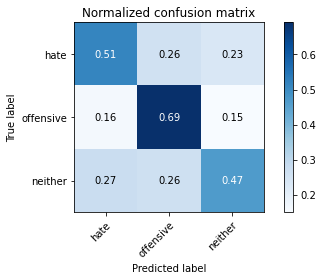 Normalized confusion matrix
True label
hate
0.51 0.26 0.23
offensive
0.16 0.69 0.15
neither
0.27 0.26 0.47
hate
offensive
neither
Predicted label
0.6
0.5
0.4
0.3
0.2